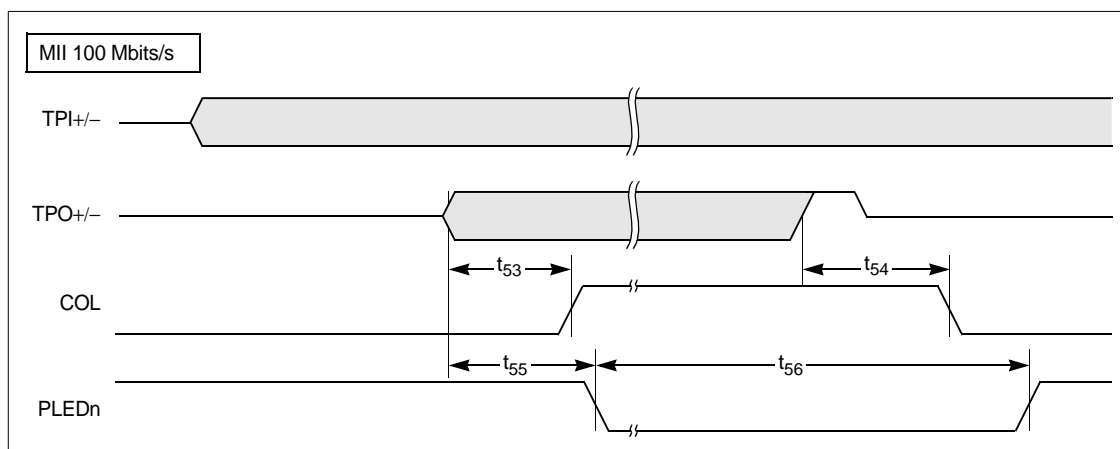 MII 100 Mbits/s
TPI+/−
TPO+/−
t53
t54
COL
t55
t56
PLEDn